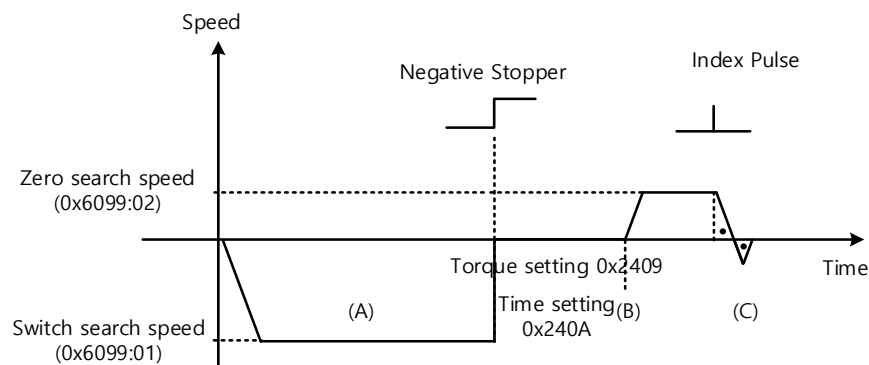 Speed
Negative Stopper
Index Pulse
Zero search speed
(0x6099:02)
Torque setting 0x2409
Time
(A)
Time setting
0x240A
(B)
(C)
Switch search speed
(0x6099:01)